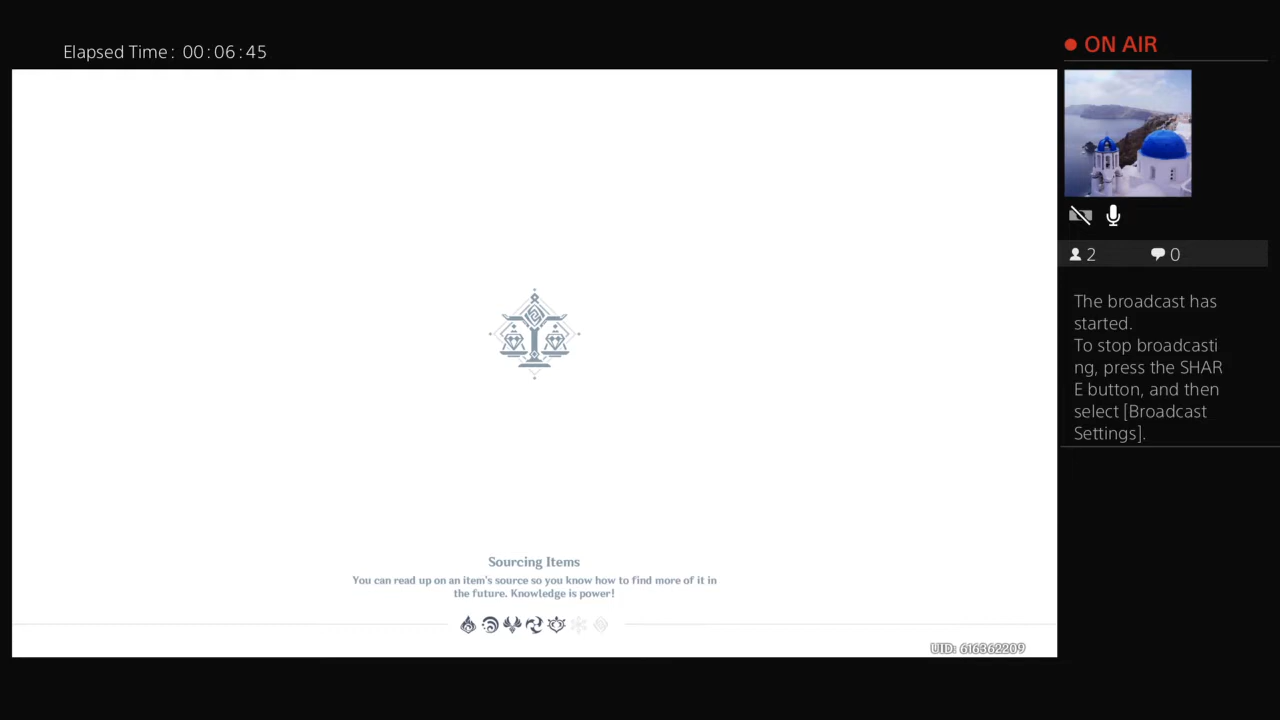 Elapsed Time: 00:06:45
ON AIR
2
0
The broadcast has
started.
To stop broadcasti
ng, press the SHAR
E button, and then
select [Broadcast
Settings].
Sourcing Items
You can read up on an item's source so you know how to find more of it in
the future. Knowledge is power!
UID: 616362209